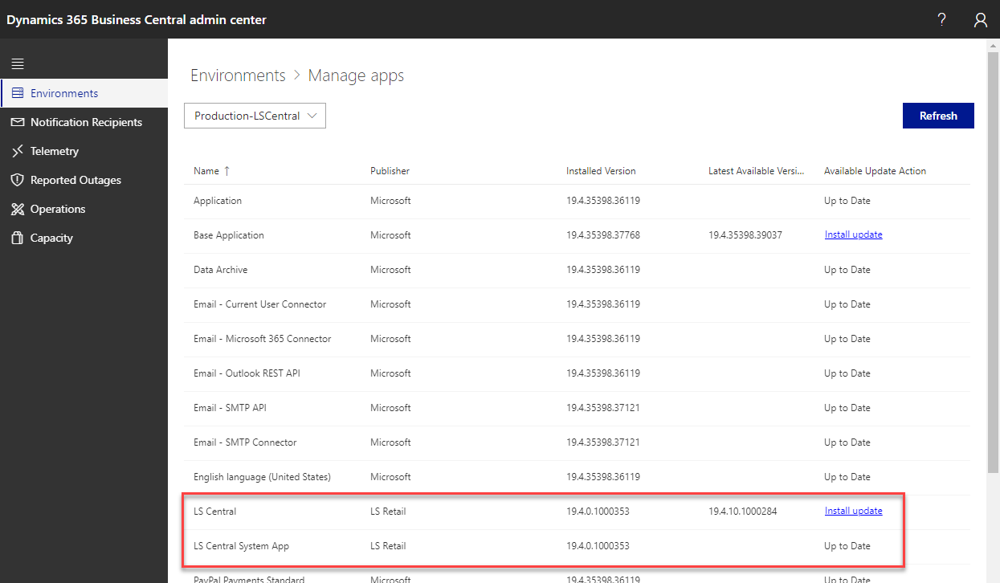 Dynamics 365 Business Central admin center ?
Environments
Notification Recipients
Telemetry
Reported Outages
Operations
Capacity
Environments > Manage apps
Production-LSCentral
Refresh
Name ↑ Publisher Installed Version Latest Available Versi... Available Update Action
Application Microsoft 19.4.35398.36119 Up to Date
Base Application Microsoft 19.4.35398.37768 19.4.35398.39037 Install update
Data Archive Microsoft 19.4.35398.36119 Up to Date
Email - Current User Connector Microsoft 19.4.35398.36119 Up to Date
Email - Microsoft 365 Connector Microsoft 19.4.35398.36119 Up to Date
Email - Outlook REST API Microsoft 19.4.35398.36119 Up to Date
Email - SMTP API Microsoft 19.4.35398.37121 Up to Date
Email - SMTP Connector Microsoft 19.4.35398.37121 Up to Date
English language (United States) Microsoft 19.4.35398.36119 Up to Date
LS Central LS Retail 19.4.0.1000353 19.4.10.1000284 Install update
LS Central System App LS Retail 19.4.0.1000353 Up to Date
PayPal Payments Standard Microsoft 19.4.35398.36119 Up to Date